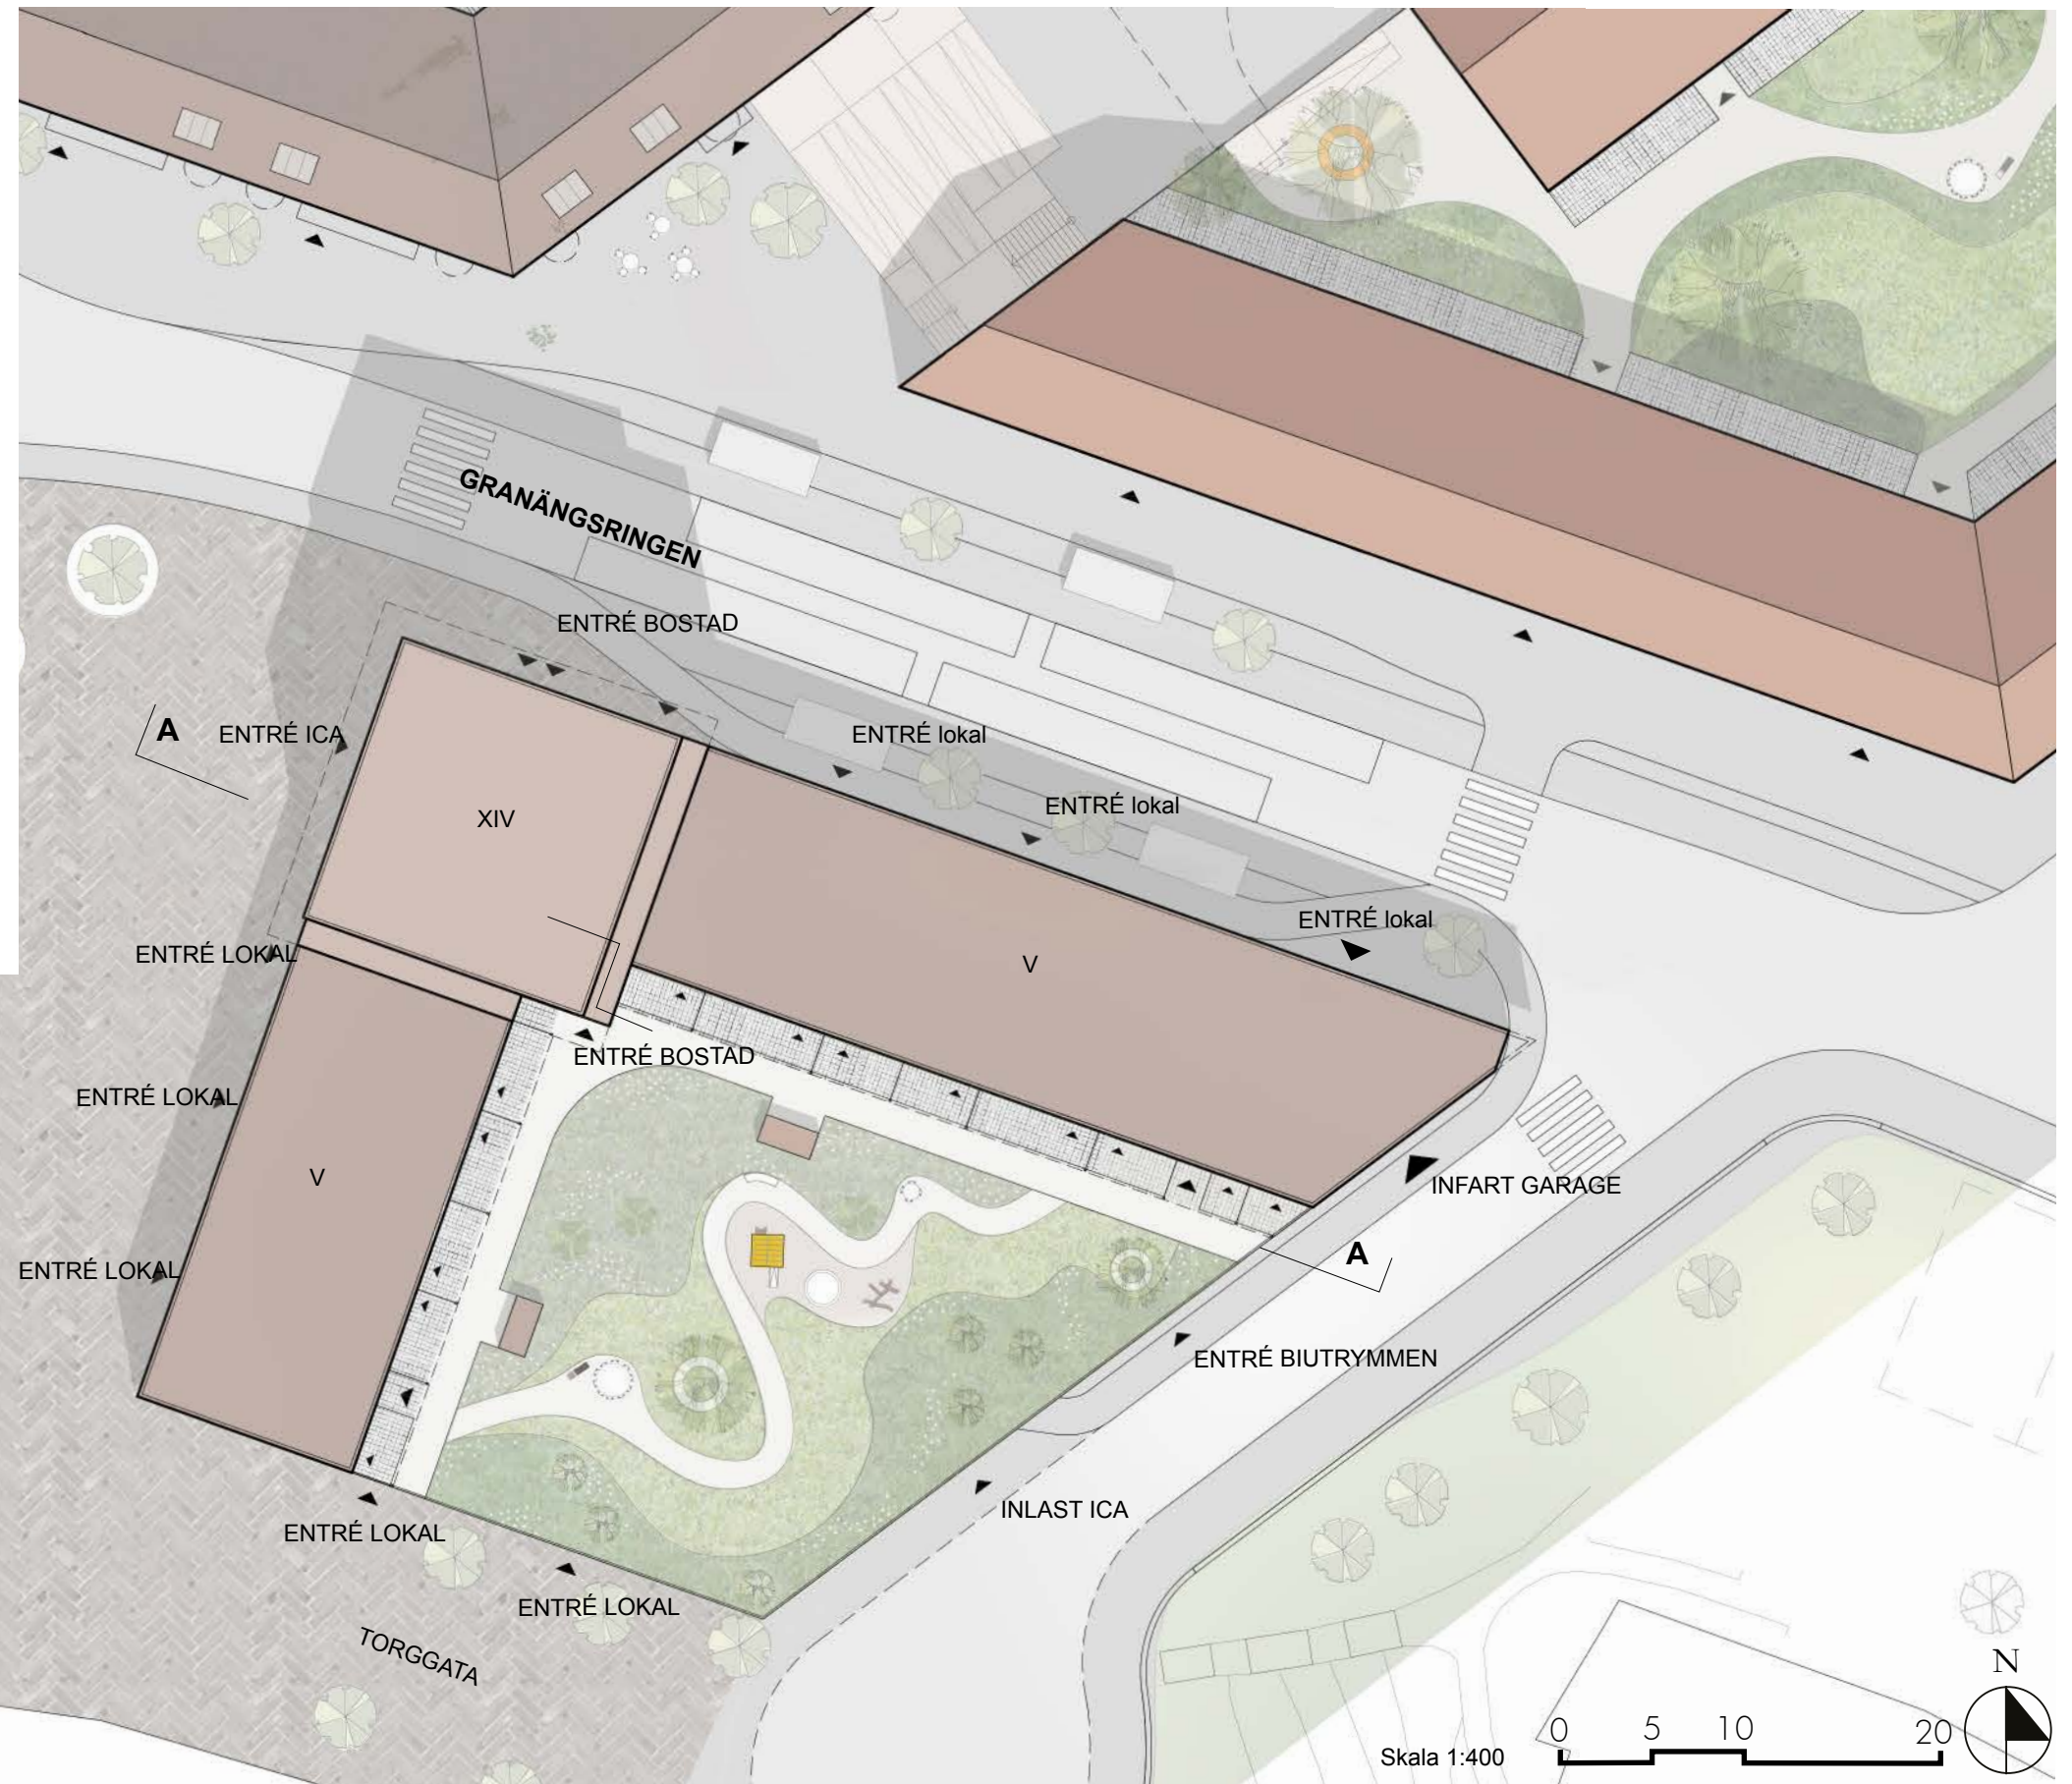 GRANÄNGSRINGEN
ENTRÉ BOSTAD
A
ENTRÉ ICA
ENTRÉ lokal
ENTRÉ lokal
XIV
ENTRÉ lokal
ENTRÉ LOKAL
V
ENTRÉ BOSTAD
ENTRÉ LOKAL
V
INFART GARAGE
A
ENTRÉ LOKAL
ENTRÉ BIUTRYMMEN
INLAST ICA
ENTRÉ LOKAL
ENTRÉ LOKAL
TORGGATA
N
0 5 10 20
Skala 1:400